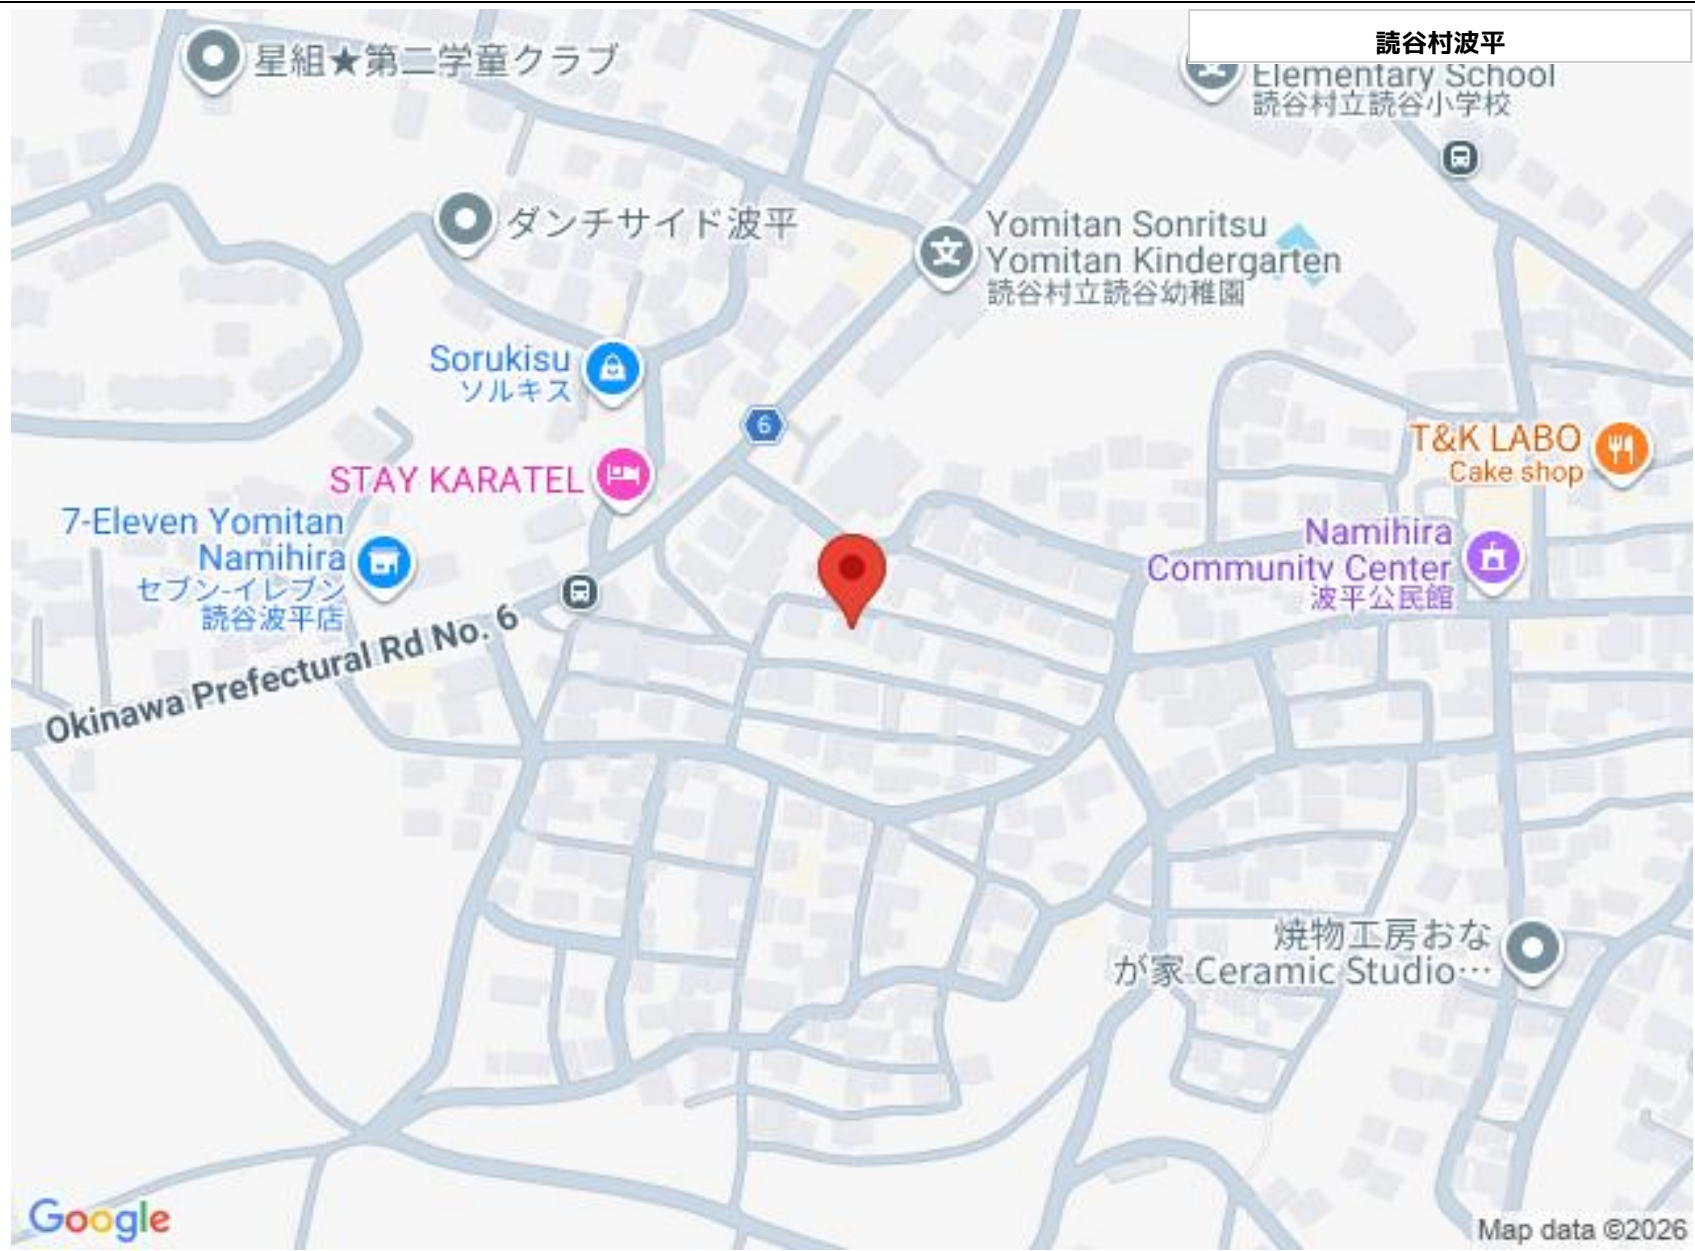 読谷村波平
星組★第二学童クラブ
Elementary School
読谷村立読谷小学校
ダンチサイド波平
Yomitan Sonritsu
Yomitan Kindergarten
読谷村立読谷幼稚園
Sorukisu
ソルキス
6
T&K LABO
Cake shop
STAY KARATEL
7-Eleven Yomitan
Namihira
セブン-イレブン
読谷波平店
Namihira
Community Center
波平公民館
Okinawa Prefectural Rd No. 6
焼物工房おな
が家 Ceramic Studio…
Google
Map data ©2026